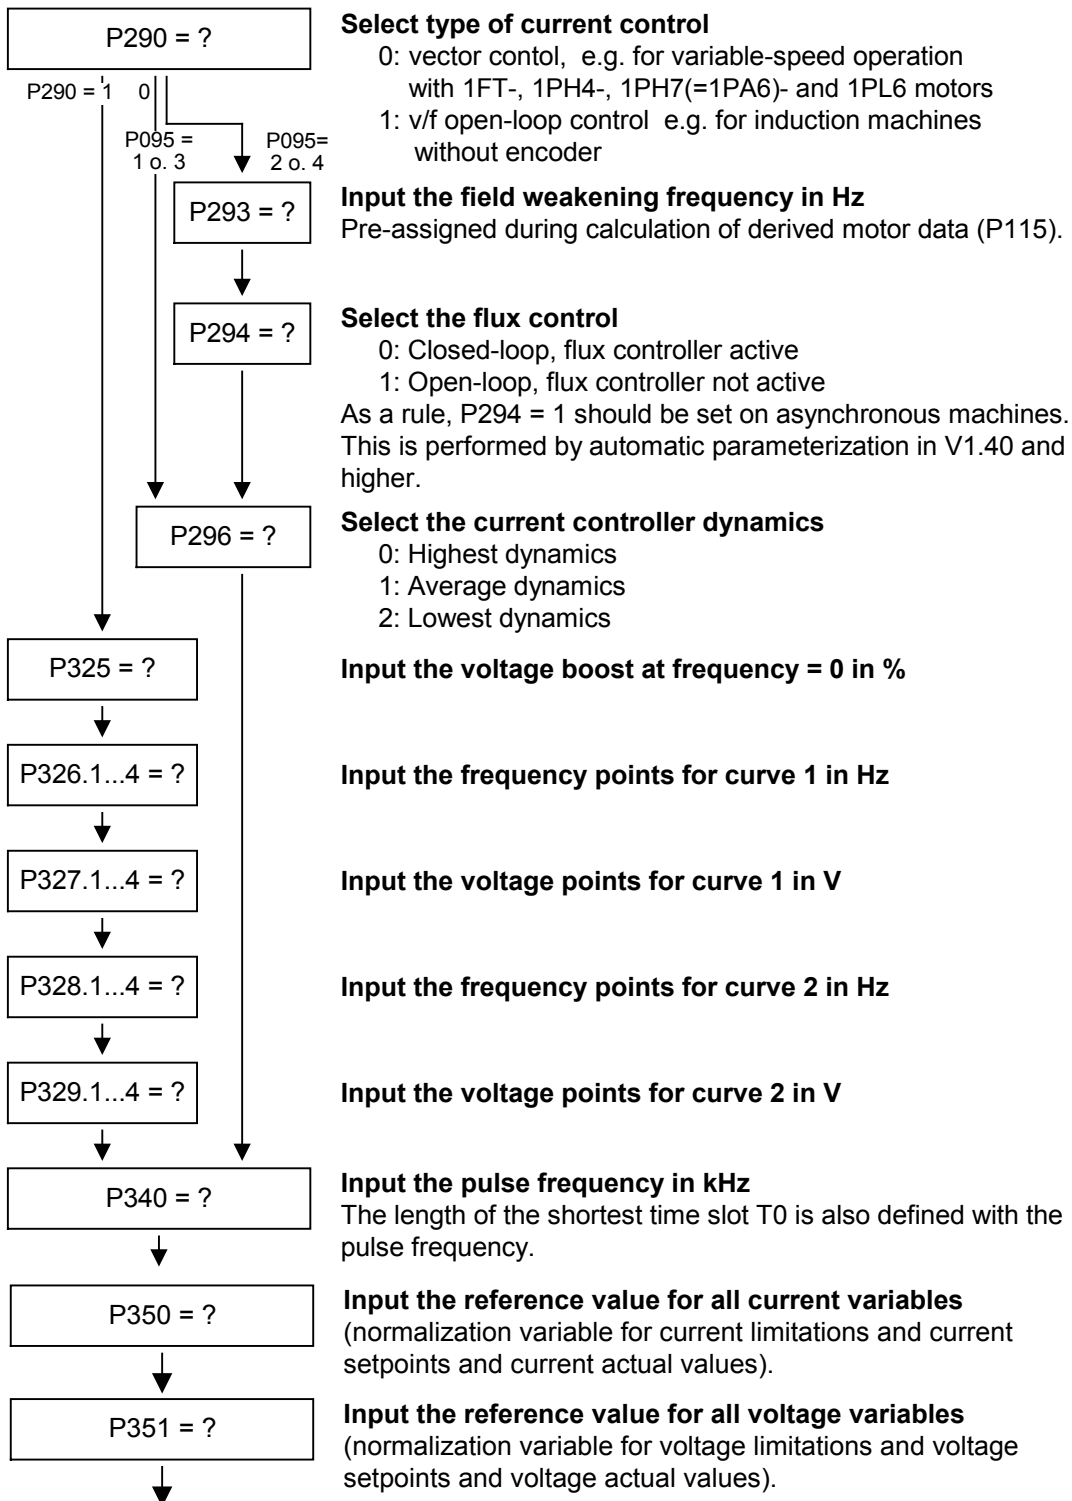 P290 = ?
Select type of current control
0: vector contol, e.g. for variable-speed operation
with 1FT-, 1PH4-, 1PH7(=1PA6)- and 1PL6 motors
1: v/f open-loop control e.g. for induction machines
without encoder
P290 = 1 0
P095 =
1 o. 3
P095=
2 o. 4
P293 = ?
Input the field weakening frequency in Hz
Pre-assigned during calculation of derived motor data (P115).
P294 = ?
Select the flux control
0: Closed-loop, flux controller active
1: Open-loop, flux controller not active
As a rule, P294 = 1 should be set on asynchronous machines.
This is performed by automatic parameterization in V1.40 and
higher.
P296 = ?
Select the current controller dynamics
0: Highest dynamics
1: Average dynamics
2: Lowest dynamics
P325 = ?
Input the voltage boost at frequency = 0 in %
P326.1...4 = ?
Input the frequency points for curve 1 in Hz
P327.1...4 = ?
Input the voltage points for curve 1 in V
P328.1...4 = ?
Input the frequency points for curve 2 in Hz
P329.1...4 = ?
Input the voltage points for curve 2 in V
P340 = ?
Input the pulse frequency in kHz
The length of the shortest time slot T0 is also defined with the
pulse frequency.
P350 = ?
Input the reference value for all current variables
(normalization variable for current limitations and current
setpoints and current actual values).
P351 = ?
Input the reference value for all voltage variables
(normalization variable for voltage limitations and voltage
setpoints and voltage actual values).